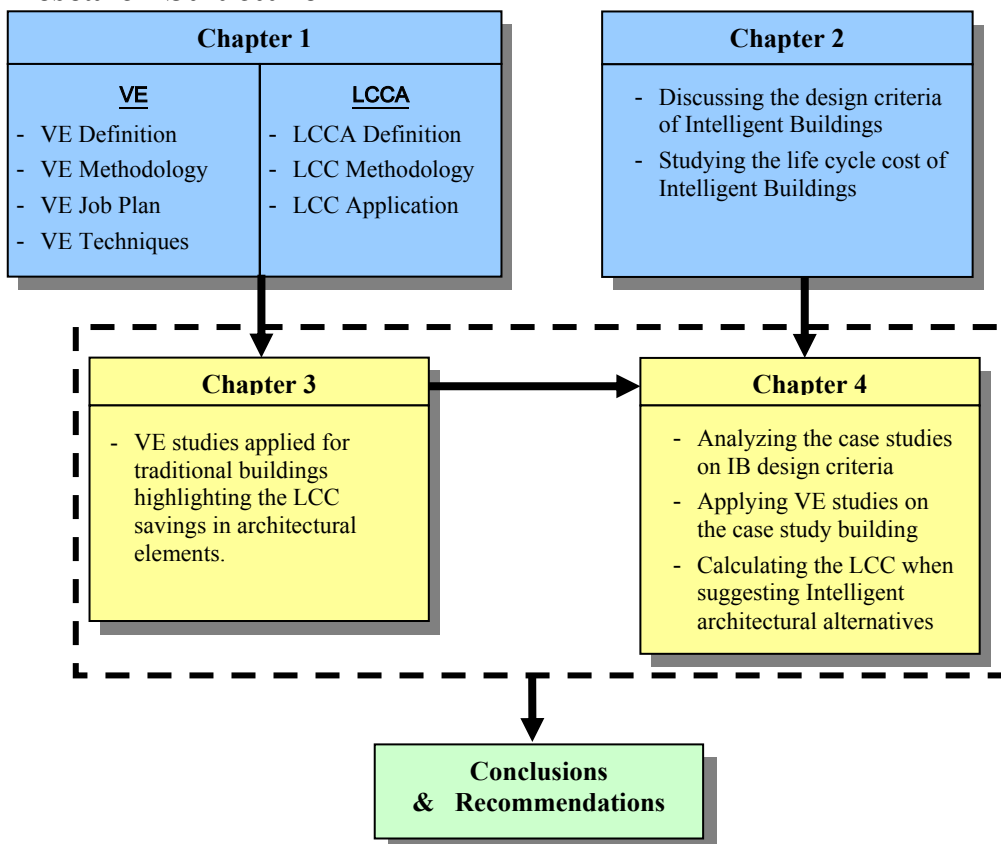 Chapter 1
VE
- VE Definition
- VE Methodology
- VE Job Plan
- VE Techniques
LCCA
- LCCA Definition
- LCC Methodology
- LCC Application
Chapter 2
- Discussing the design criteria
of Intelligent Buildings
- Studying the life cycle cost of
Intelligent Buildings
Chapter 3
- VE studies applied for
traditional buildings
highlighting the LCC
savings in architectural
elements.
Chapter 4
- Analyzing the case studies
on IB design criteria
- Applying VE studies on
the case study building
- Calculating the LCC when
suggesting Intelligent
architectural alternatives
Conclusions
& Recommendations